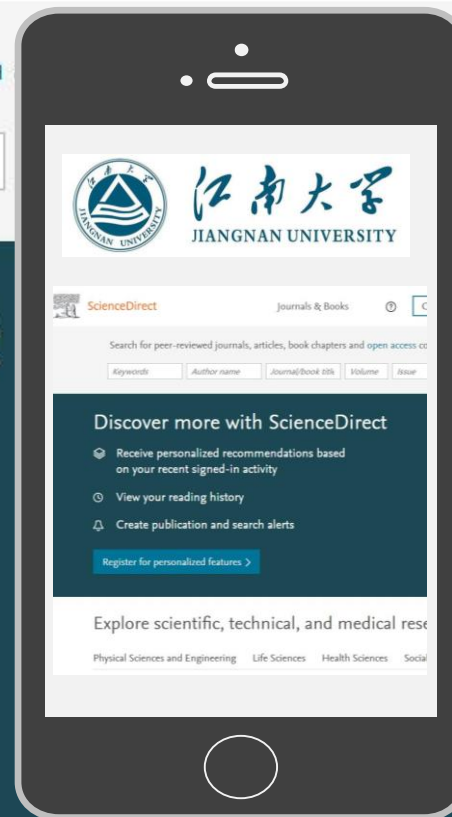 江南大学
JIANGNAN UNIVERSITY
JIANGNAN UNIVERSITY
ScienceDirect
Journals & Books
Search for peer-reviewed journals, articles, book chapters and open access
Keywords
Author name
Journal/book title
Volume
Issue
Discover more with ScienceDirect
Receive personalized recommendations based
on your recent signed-in activity
View your reading history
Create publication and search alerts
Register for personalized features >
Explore scientific, technical, and medical
Physical Sciences and Engineering
Life Sciences
Health Sciences
Social